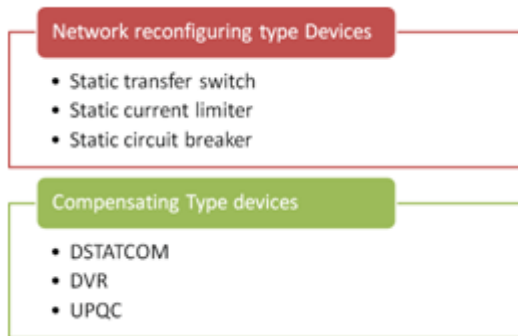 Network reconfiguring type Devices
• Static transfer switch
• Static current limiter
• Static circuit breaker
Compensating Type devices
• DSTATCOM
• DVR
• UPQC